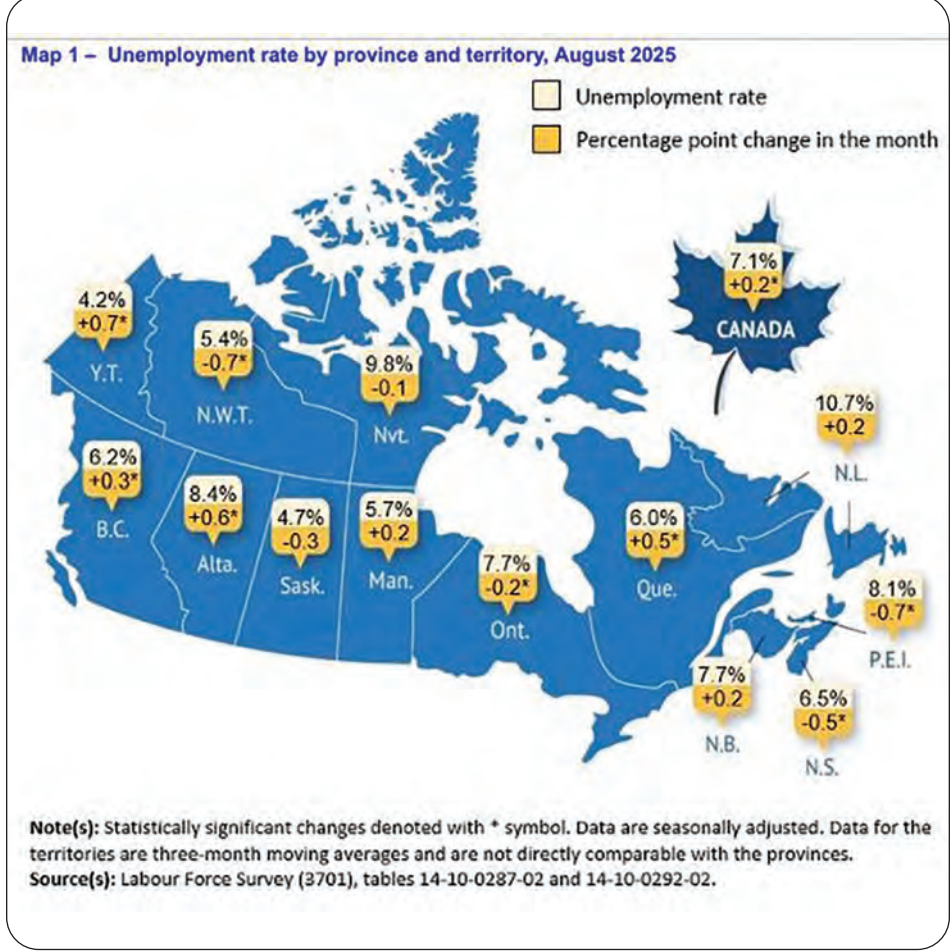 Map 1 – Unemployment rate by province and territory, August 2025
Unemployment rate
Percentage point change in the month
7.1%
+0.2*
CANADA
4.2%
+0.7*
Y.T.
5.4%
-0.7*
N.W.T.
9.8%
-0.1
Nvt.
10.7%
+0.2
N.L.
6.2%
+0.3*
B.C.
8.4%
+0.6*
Alta.
4.7%
-0.3
Sask.
5.7%
+0.2
Man.
7.7%
-0.2*
Ont.
6.0%
+0.5*
Que.
8.1%
-0.7*
P.E.I.
7.7%
+0.2
N.B.
6.5%
-0.5*
N.S.
Note(s): Statistically significant changes denoted with * symbol. Data are seasonally adjusted. Data for the
territories are three-month moving averages and are not directly comparable with the provinces.
Source(s): Labour Force Survey (3701), tables 14-10-0287-02 and 14-10-0292-02.